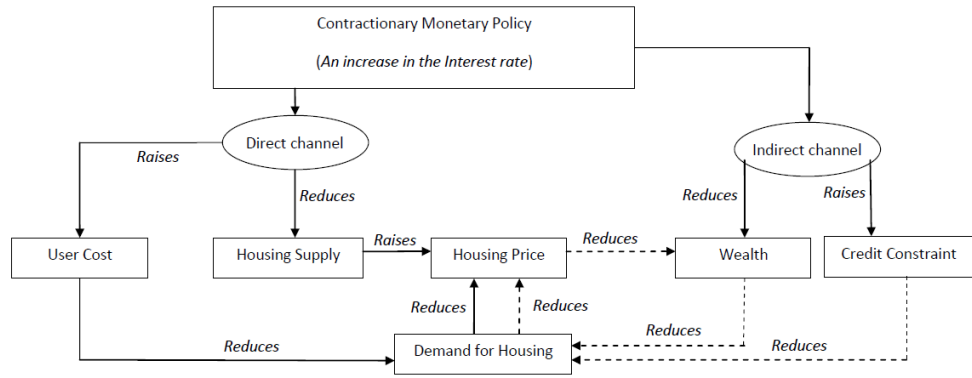 Contractionary Monetary Policy
(An increase in the Interest rate)
Direct channel
Indirect channel
Raises
Reduces
Reduces
Raises
User Cost
Housing Supply
Raises
Housing Price
Reduces
Wealth
Credit Constraint
Reduces
Reduces
Reduces
Reduces
Demand for Housing
Reduces